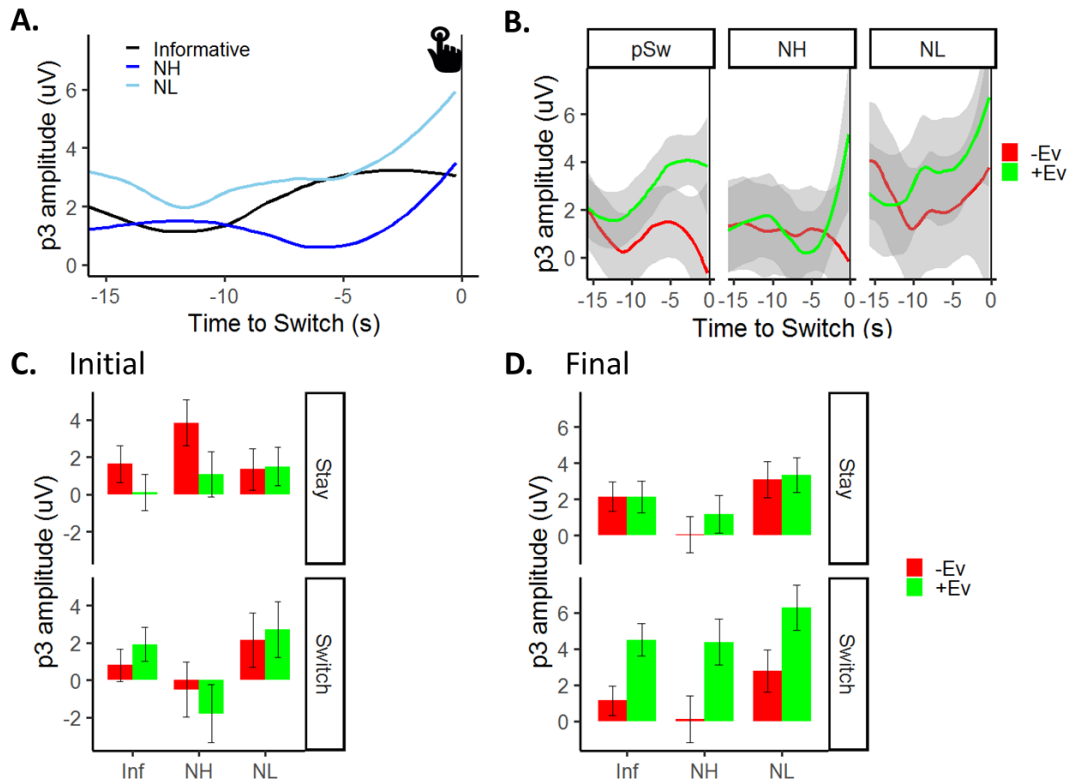 A.
Informative
NH
NL
p3 amplitude (uV)
6
4
2
0
-15
-10
-5
0
Time to Switch (s)
B.
pSw
NH
NL
p3 amplitude (uV)
6
4
2
0
-15 -10 -5 0
-15 -10 -5 0
-15 -10 -5 0
Time to Switch (s)
-Ev
+Ev
C. Initial
p3 amplitude (uV)
4
2
0
-2
Stay
4
2
0
-2
Switch
Inf
NH
NL
D. Final
p3 amplitude (uV)
6
4
2
0
Stay
6
4
2
0
Switch
Inf
NH
NL
-Ev
+Ev